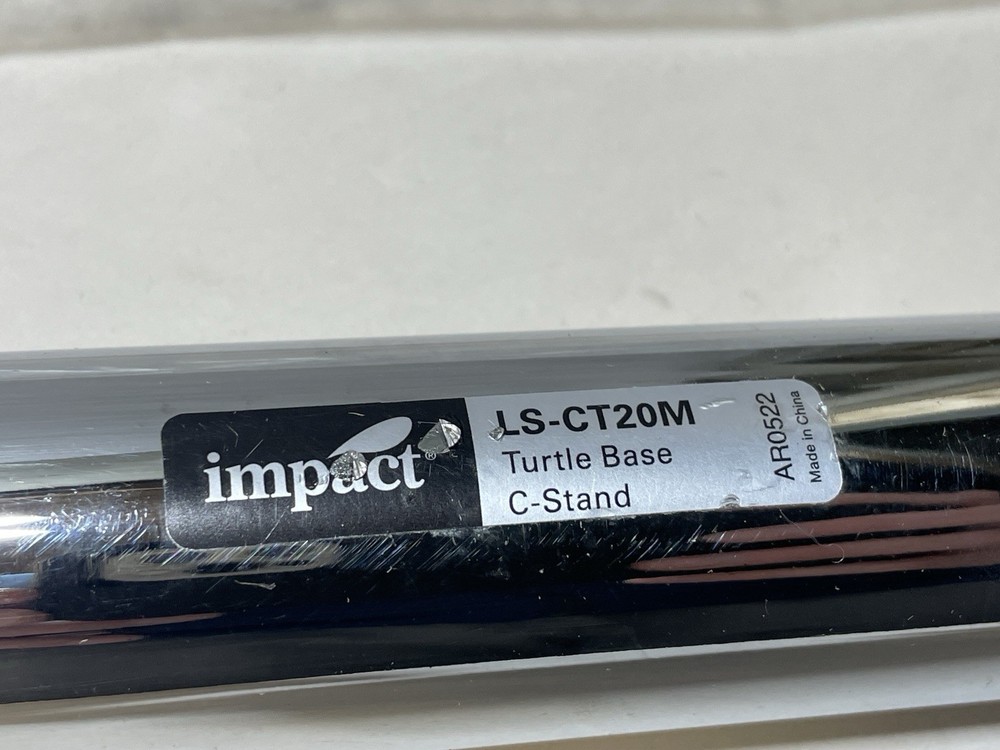 impact®
LS-CT20M
Turtle Base
C-Stand
AR0522
Made in China